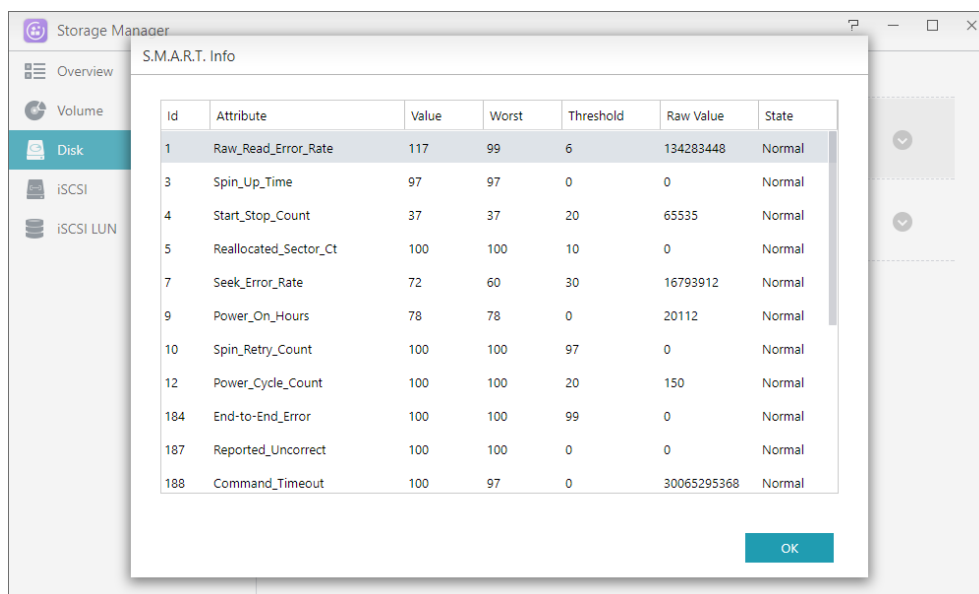 Storage Manager
Overview
Volume
Disk
iSCSI
iSCSI LUN
S.M.A.R.T. Info
Id Attribute Value Worst Threshold Raw Value State
1 Raw_Read_Error_Rate 117 99 6 134283448 Normal
3 Spin_Up_Time 97 97 0 0 Normal
4 Start_Stop_Count 37 37 20 65535 Normal
5 Reallocated_Sector_Ct 100 100 10 0 Normal
7 Seek_Error_Rate 72 60 30 16793912 Normal
9 Power_On_Hours 78 78 0 20112 Normal
10 Spin_Retry_Count 100 100 97 0 Normal
12 Power_Cycle_Count 100 100 20 150 Normal
184 End-to-End_Error 100 100 99 0 Normal
187 Reported_Uncorrect 100 100 0 0 Normal
188 Command_Timeout 100 97 0 30065295368 Normal
OK